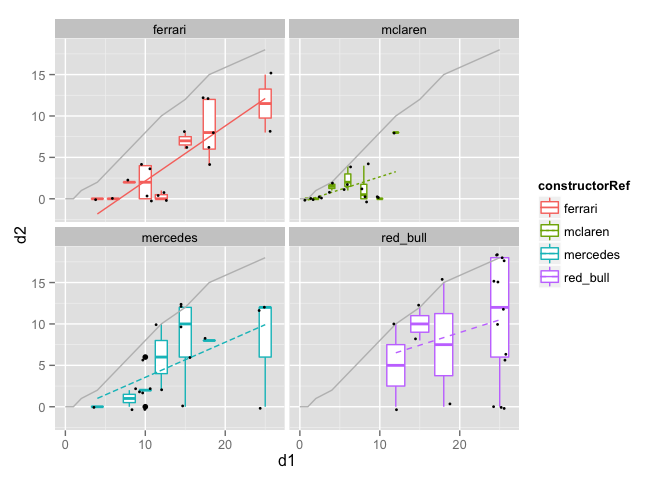 ferrari
mclaren
15
10
5
0
d2
mercedes
red_bull
15
10
5
0
0
10
20
0
10
20
d1
constructorRef
ferrari
mclaren
mercedes
red_bull